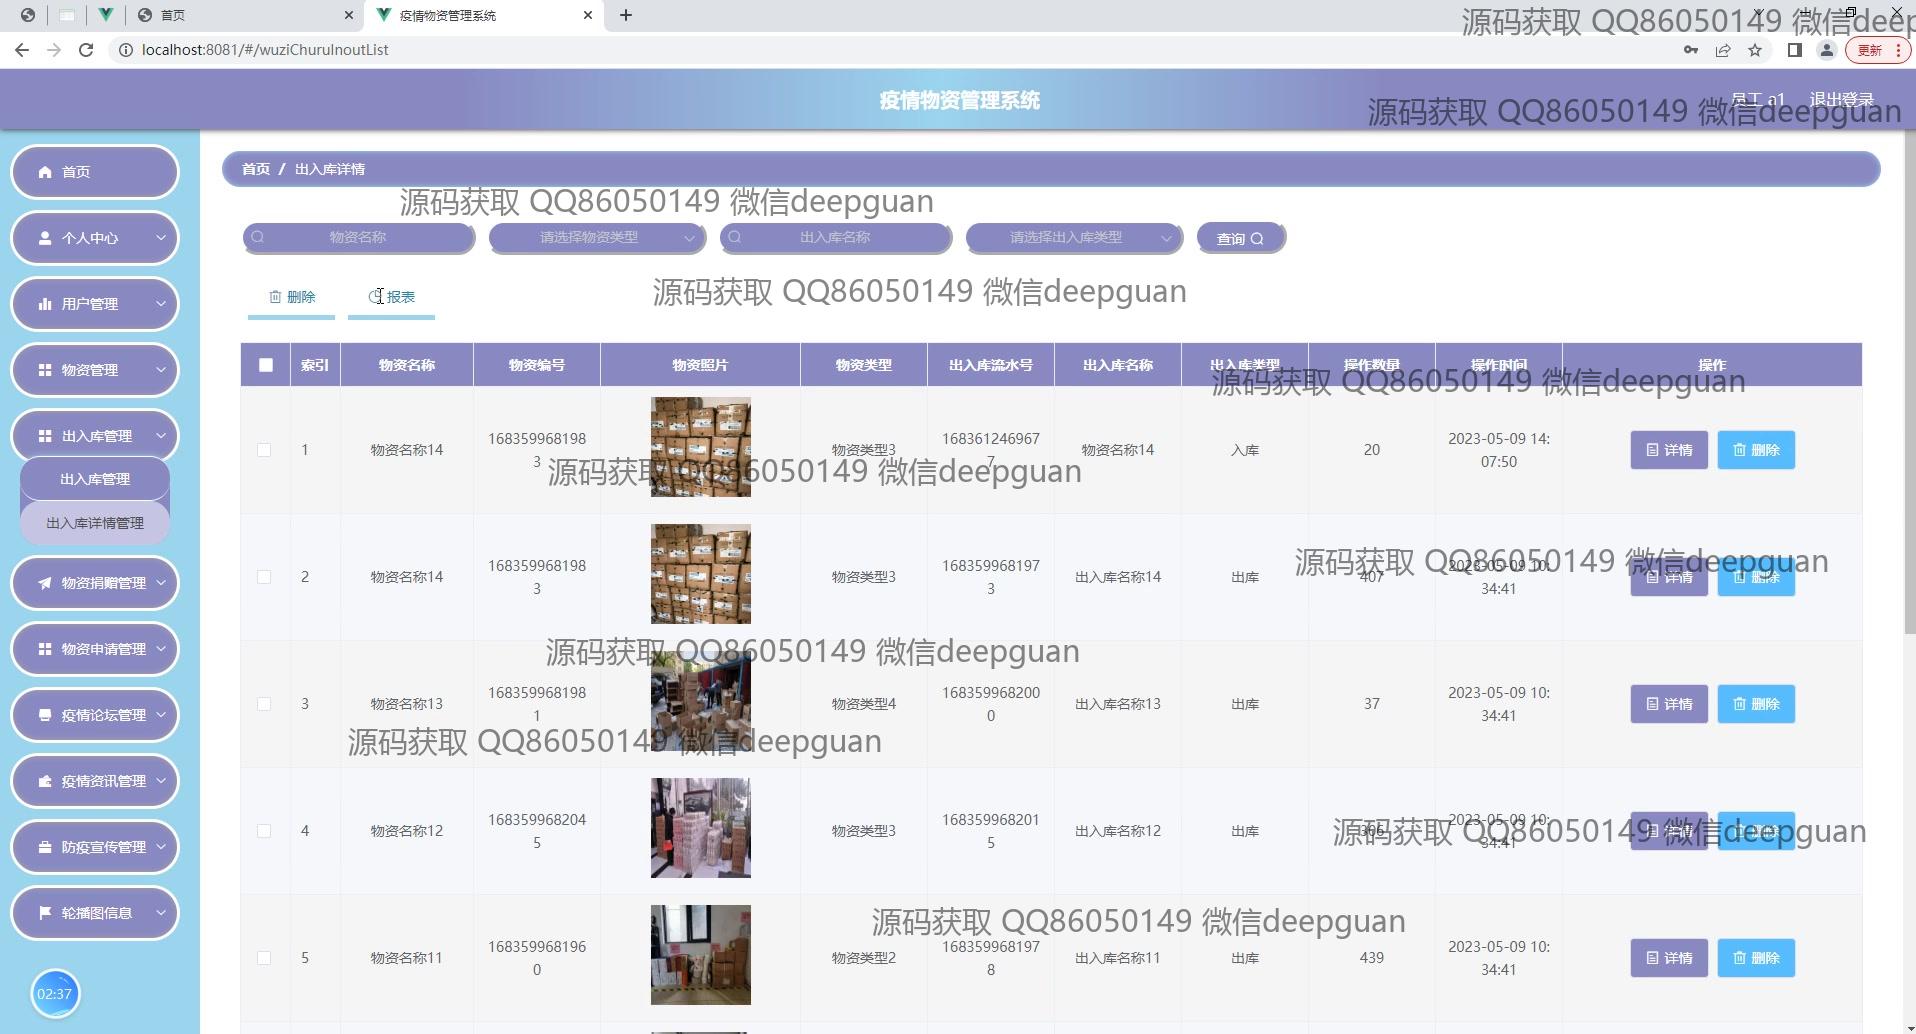 首页
疫情物资管理系统
源码获取 QQ86050149 微信deep
localhost:8081/#/wuziChuruInoutList
更新
疫情物资管理系统
员工 a1
退出登录
源码获取 QQ86050149 微信deepguan
首页
个人中心
用户管理
物资管理
出入库管理
出入库管理
出入库详情管理
物资捐赠管理
物资申请管理
疫情论坛管理
疫情资讯管理
防疫宣传管理
轮播图信息
02:37
首页 / 出入库详情
源码获取 QQ86050149 微信deepguan
物资名称 请选择物资类型 出入库名称 请选择出入库类型 查询
删除 报表
源码获取 QQ86050149 微信deepguan
索引 物资名称 物资编号 物资照片 物资类型 出入库流水号 出入库名称 出入库类型 操作数量 操作时间 操作
源码获取 QQ86050149 微信deepguan
1 物资名称14 1683599681983 物资类型3 1683612469677 物资名称14 入库 20 2023-05-09 14:07:50 详情 删除
源码获取 QQ86050149 微信deepguan
2 物资名称14 1683599681983 物资类型3 1683599681973 出入库名称14 出库 407 2023-05-09 10:34:41 详情 删除
源码获取 QQ86050149 微信deepguan
源码获取 QQ86050149 微信deepguan
3 物资名称13 1683599681981 物资类型4 1683599682000 出入库名称13 出库 37 2023-05-09 10:34:41 详情 删除
源码获取 QQ86050149 微信deepguan
4 物资名称12 1683599682045 物资类型3 1683599682015 出入库名称12 出库 2023-05-09 10:34:41 详情 删除
源码获取 QQ86050149 微信deepguan
源码获取 QQ86050149 微信deepguan
5 物资名称11 1683599681960 物资类型2 1683599681978 出入库名称11 出库 439 2023-05-09 10:34:41 详情 删除